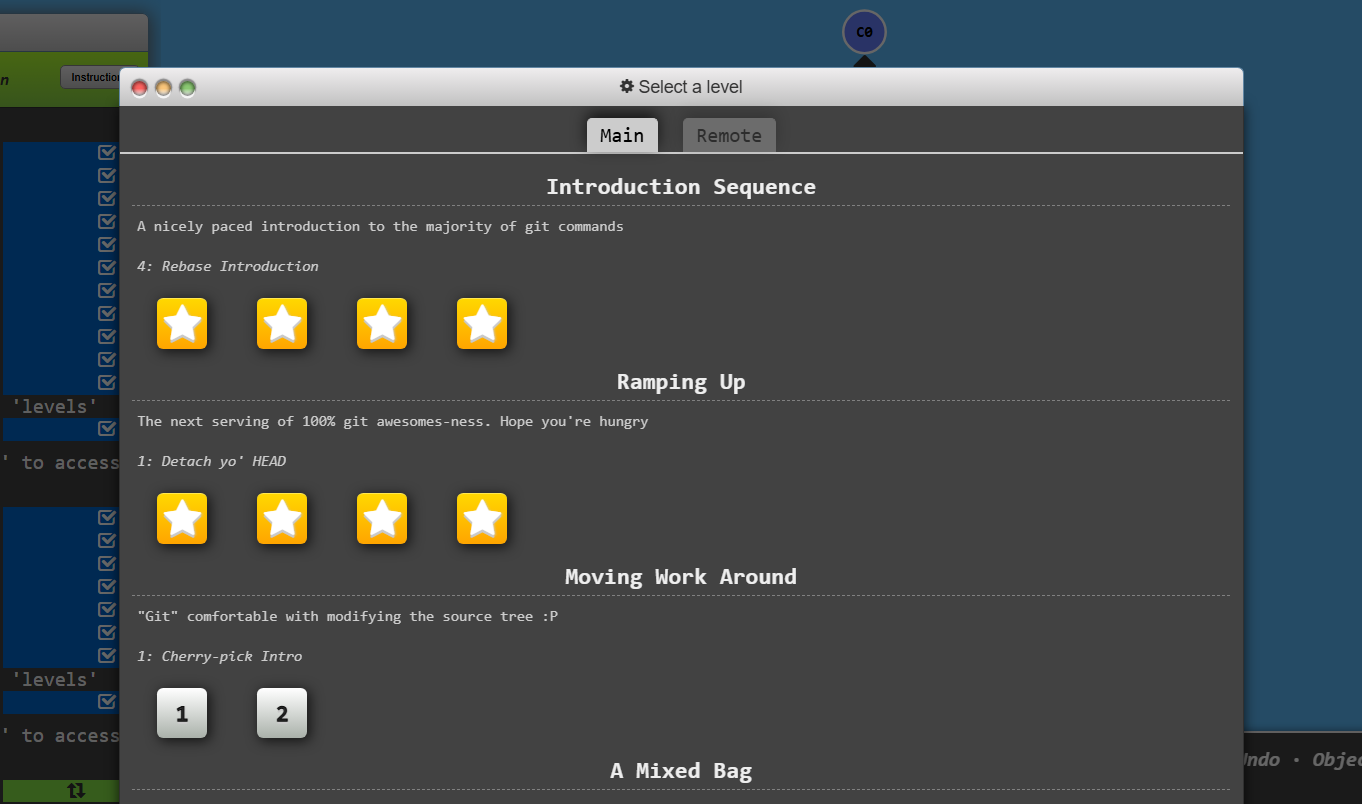 C0
n
Instruction
Select a level
Main Remote
Introduction Sequence
A nicely paced introduction to the majority of git commands
4: Rebase Introduction
Ramping Up
'levels'
The next serving of 100% git awesomes-ness. Hope you're hungry
' to access
1: Detach yo' HEAD
Moving Work Around
"Git" comfortable with modifying the source tree :P
1: Cherry-pick Intro
'levels'
1 2
' to access
Undo · Objec
A Mixed Bag